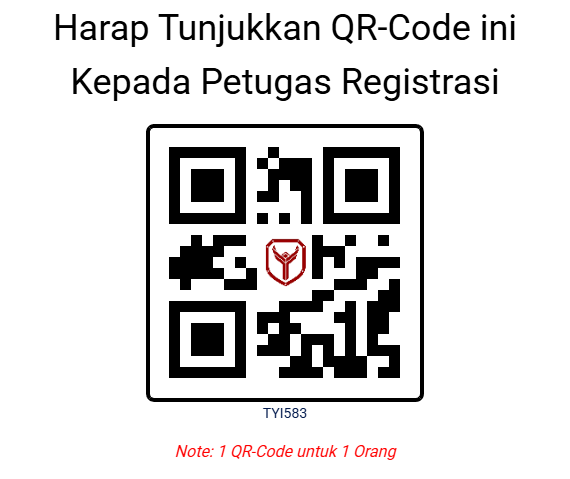 Harap Tunjukkan QR-Code ini
Kepada Petugas Registrasi
TYI583
Note: 1 QR-Code untuk 1 Orang